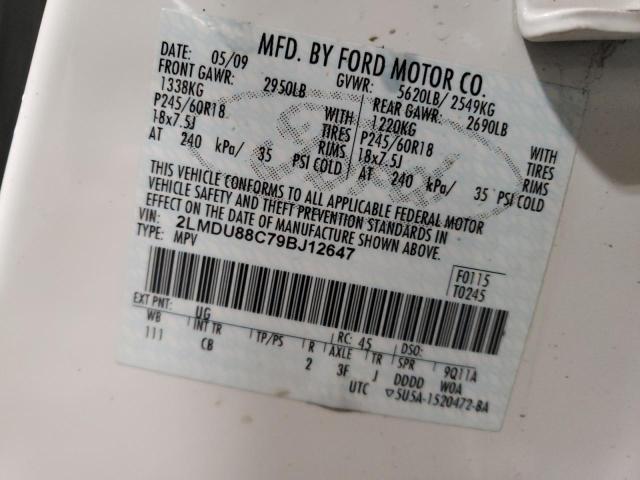 MFD. BY FORD MOTOR CO.
DATE: 05/09 GVWR: 5620LB/ 2549KG
FRONT GAWR: 2950LB REAR GAWR: 2690LB
1338KG WITH 1220KG WITH
P245/60R18 TIRES P245/60R18 TIRES
18x7.5J RIMS 18x7.5J RIMS
AT 240 kPa/ 35 PSI COLD AT 240 kPa/ 35 PSI COLD
THIS VEHICLE CONFORMS TO ALL APPLICABLE FEDERAL MOTOR
VEHICLE SAFETY AND THEFT PREVENTION STANDARDS IN
EFFECT ON THE DATE OF MANUFACTURE SHOWN ABOVE.
VIN: 2LMDU88C79BJ12647
TYPE: MPV
F0115
T0245
EXT PNT: UG RC: 45 DSO:
WB INT TR TP/PS R AXLE TR SPR 9Q11A
111 CB 2 3F J DDDD WOA
UTC ▽5U5A-1520472-BA
Ford